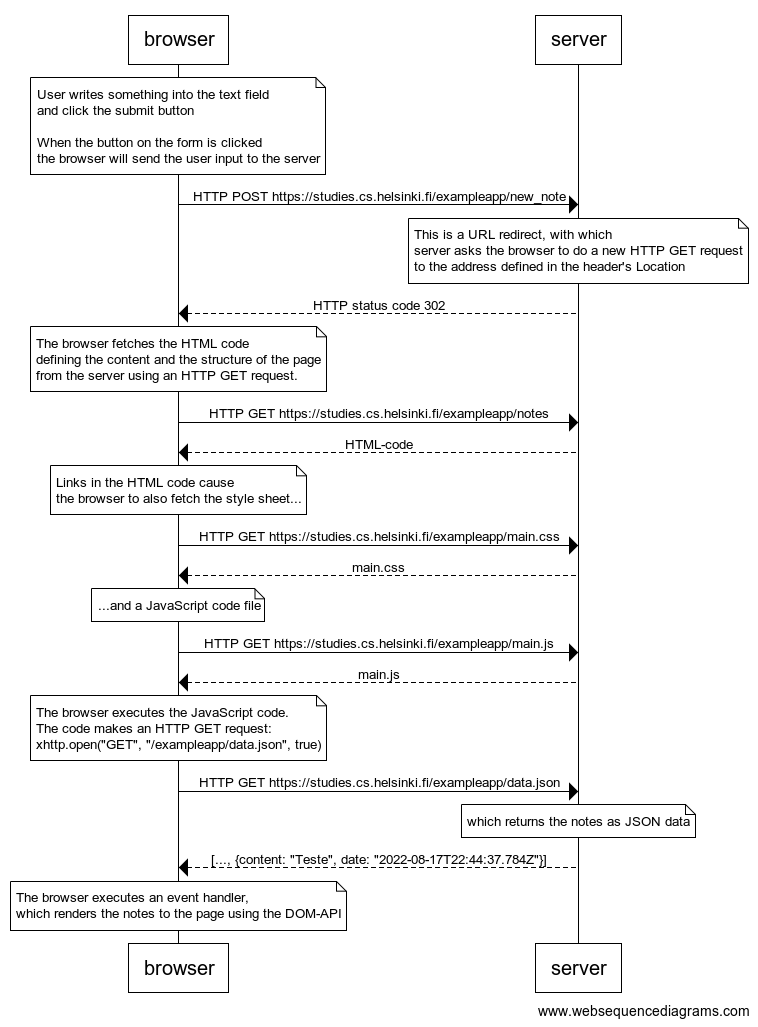 browser
server
User writes something into the text field
and click the submit button
When the button on the form is clicked
the browser will send the user input to the server
HTTP POST https://studies.cs.helsinki.fi/exampleapp/new_note
This is a URL redirect, with which
server asks the browser to do a new HTTP GET request
to the address defined in the header's Location
HTTP status code 302
The browser fetches the HTML code
defining the content and the structure of the page
from the server using an HTTP GET request.
HTTP GET https://studies.cs.helsinki.fi/exampleapp/notes
HTML-code
Links in the HTML code cause
the browser to also fetch the style sheet...
HTTP GET https://studies.cs.helsinki.fi/exampleapp/main.css
main.css
...and a JavaScript code file
HTTP GET https://studies.cs.helsinki.fi/exampleapp/main.js
main.js
The browser executes the JavaScript code.
The code makes an HTTP GET request:
xhttp.open("GET", "/exampleapp/data.json", true)
HTTP GET https://studies.cs.helsinki.fi/exampleapp/data.json
which returns the notes as JSON data
[..., {content: "Teste", date: "2022-08-17T22:44:37.784Z"}]
The browser executes an event handler,
which renders the notes to the page using the DOM-API
browser
server
www.websequencediagrams.com